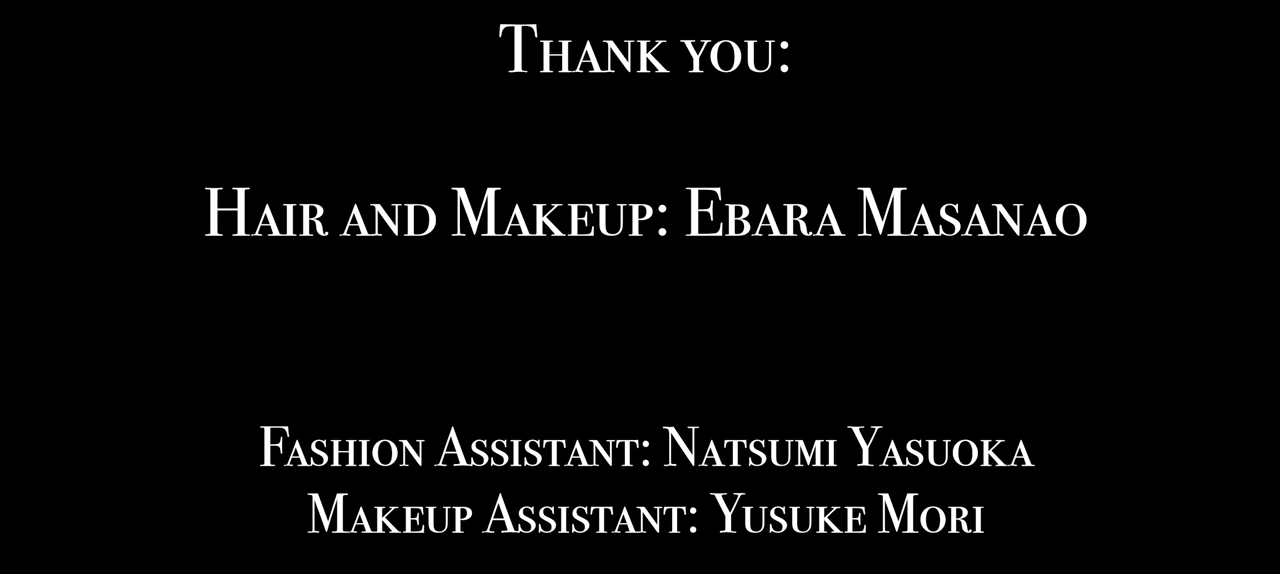 Thank you:
Hair and Makeup: Ebara Masanao
Fashion Assistant: Natsumi Yasuoka
Makeup Assistant: Yusuke Mori